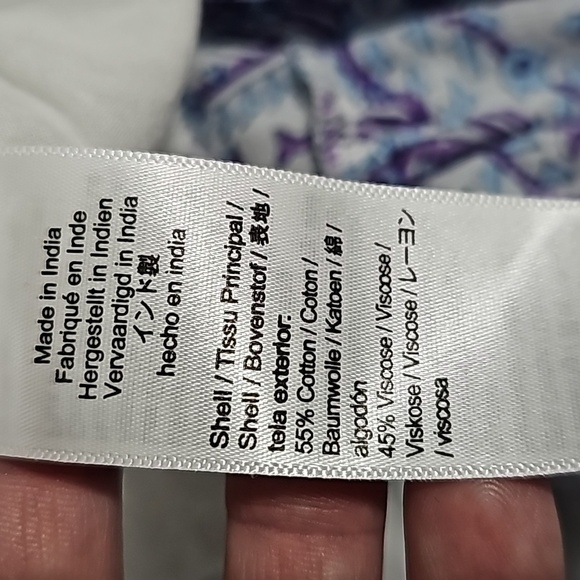 Made in India
Fabriqué en Inde
Hergestellt in Indien
Vervaardigd in India
インド製
hecho en india
Shell / Tissu Principal /
Shell / Bovenstof / 表地 /
tela exterior:
55% Cotton / Coton /
Baumwolle / Katoen / 綿 /
algodón
45% Viscose / Viscose /
Viskose / Viscose / レーヨン
/ viscosa